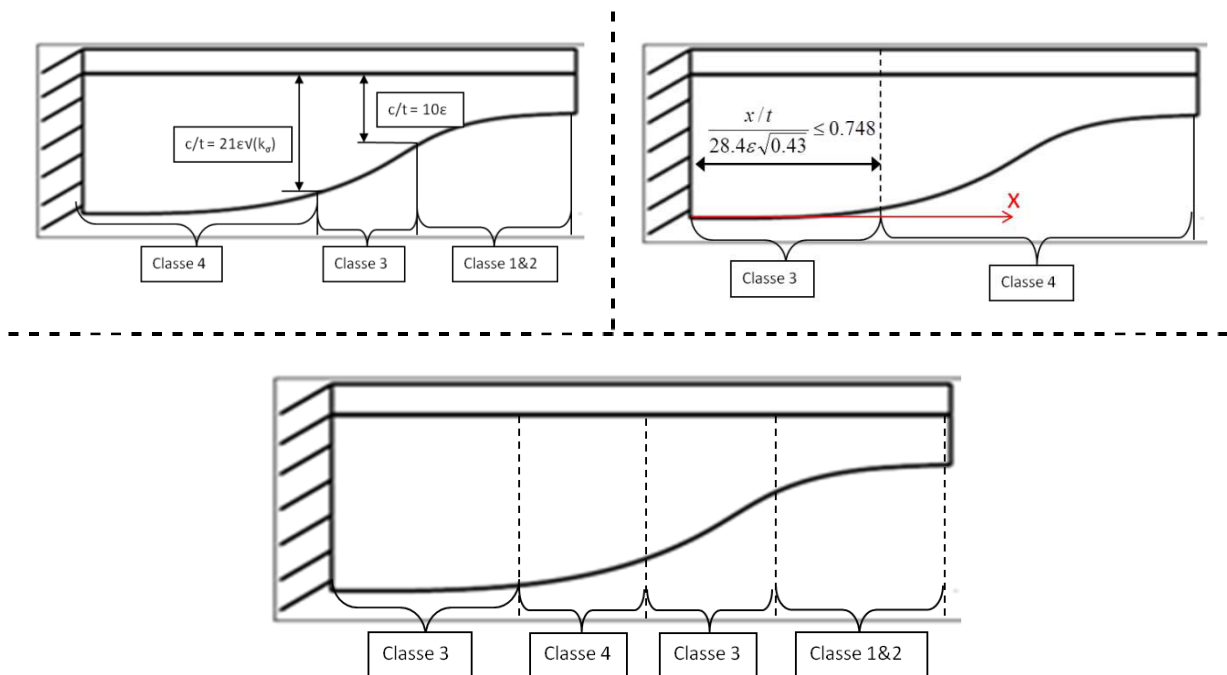 c/t = 10ε
c/t = 21ε√(kσ)
Classe 4
Classe 3
Classe 1&2
x/t
28.4ε√0.43
≤ 0.748
X
Classe 3
Classe 4
Classe 3
Classe 4
Classe 3
Classe 1&2